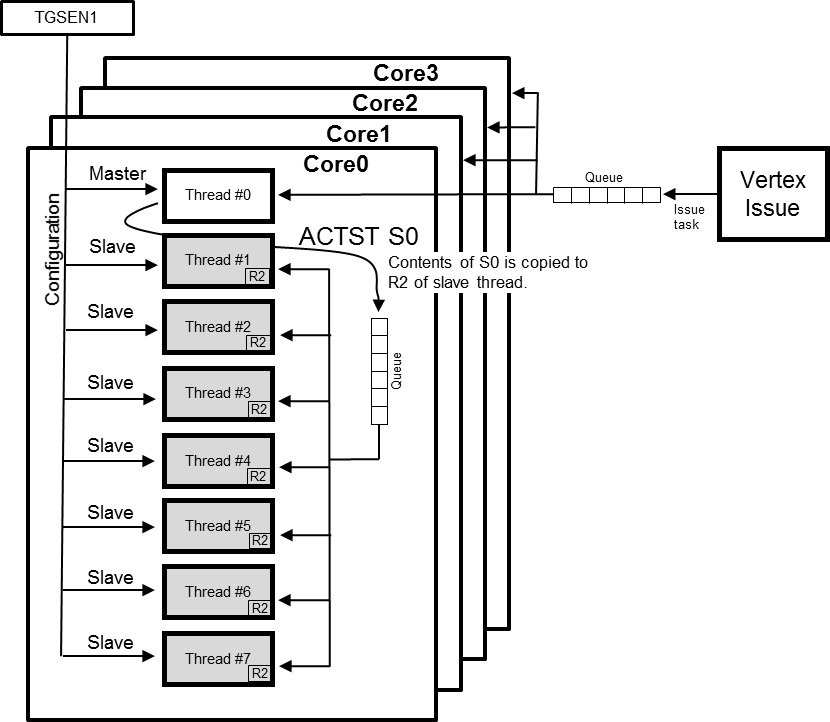 TGSEN1
Core3
Core2
Core1
Core0
Master
Thread #0
Queue
Vertex
Issue
Issue
task
Configuration
Slave
Thread #1
R2
ACTST S0
Contents of S0 is copied to
R2 of slave thread.
Slave
Thread #2
R2
Queue
Slave
Thread #3
R2
Slave
Thread #4
R2
Slave
Thread #5
R2
Slave
Thread #6
R2
Slave
Thread #7
R2